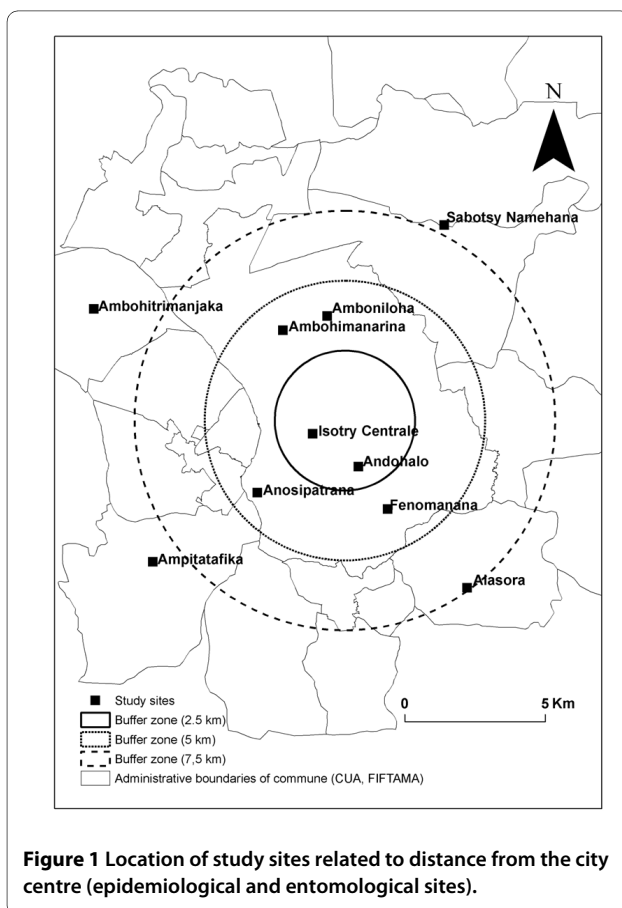 N
Sabotsy Namehana
Ambohitrimanjaka
Amboniloha
Ambohimanarina
Isotry Centrale
Andohalo
Anosipatrana
Fenomanana
Ampitatafika
Alasora
Study sites
Buffer zone (2.5 km)
Buffer zone (5 km)
Buffer zone (7,5 km)
Administrative boundaries of commune (CUA, FIFTAMA)
0 5 Km
Figure 1 Location of study sites related to distance from the city
centre (epidemiological and entomological sites).